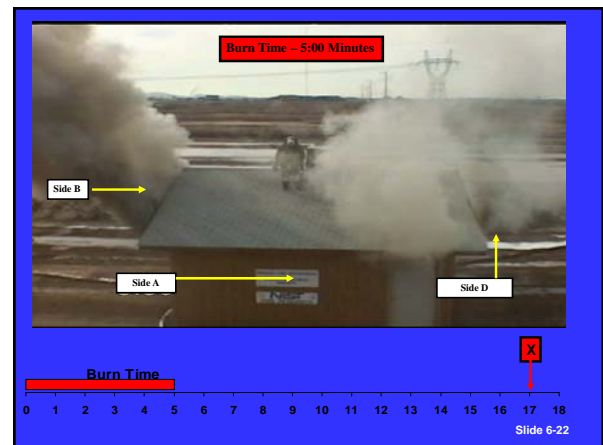 Burn Time – 5:00 Minutes
Side B
Side A
Side D
X
Burn Time
0 1 2 3 4 5 6 7 8 9 10 11 12 13 14 15 16 17 18
Slide 6-22